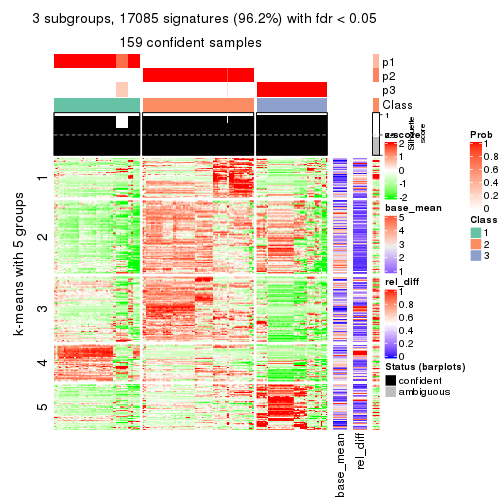 3 subgroups, 17085 signatures (96.2%) with fdr < 0.05
159 confident samples
p1
p2
p3
Class
1
Silhouette
score
z-score
2
1
0
-1
-2
Prob
1
0.8
0.6
0.4
0.2
0
base_mean
5
4
3
2
1
Class
1
2
3
rel_diff
1
0.8
0.6
0.4
0.2
0
Status (barplots)
confident
ambiguous
k-means with 5 groups
1
2
3
4
5
base_mean
rel_diff